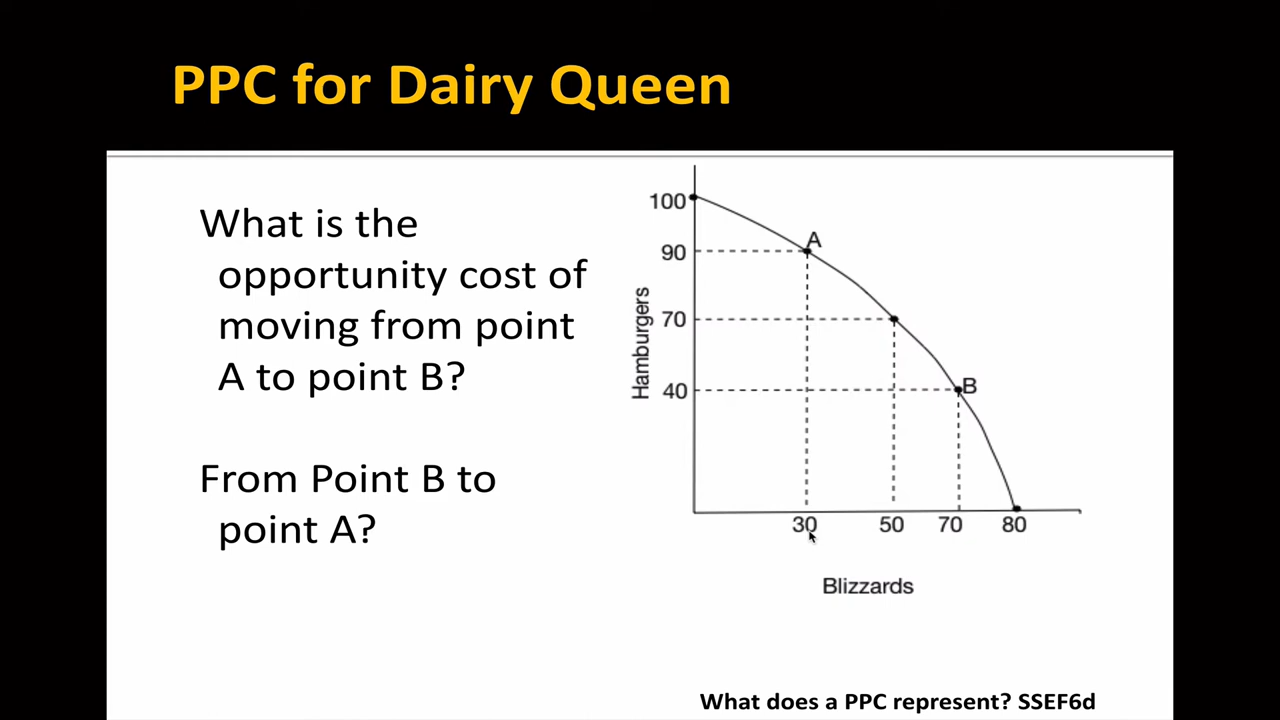 PPC for Dairy Queen
What is the
opportunity cost of
moving from point
A to point B?
From Point B to
point A?
100
A
90
70
B
40
Hamburgers
30
50
70
80
Blizzards
What does a PPC represent? SSEF6d